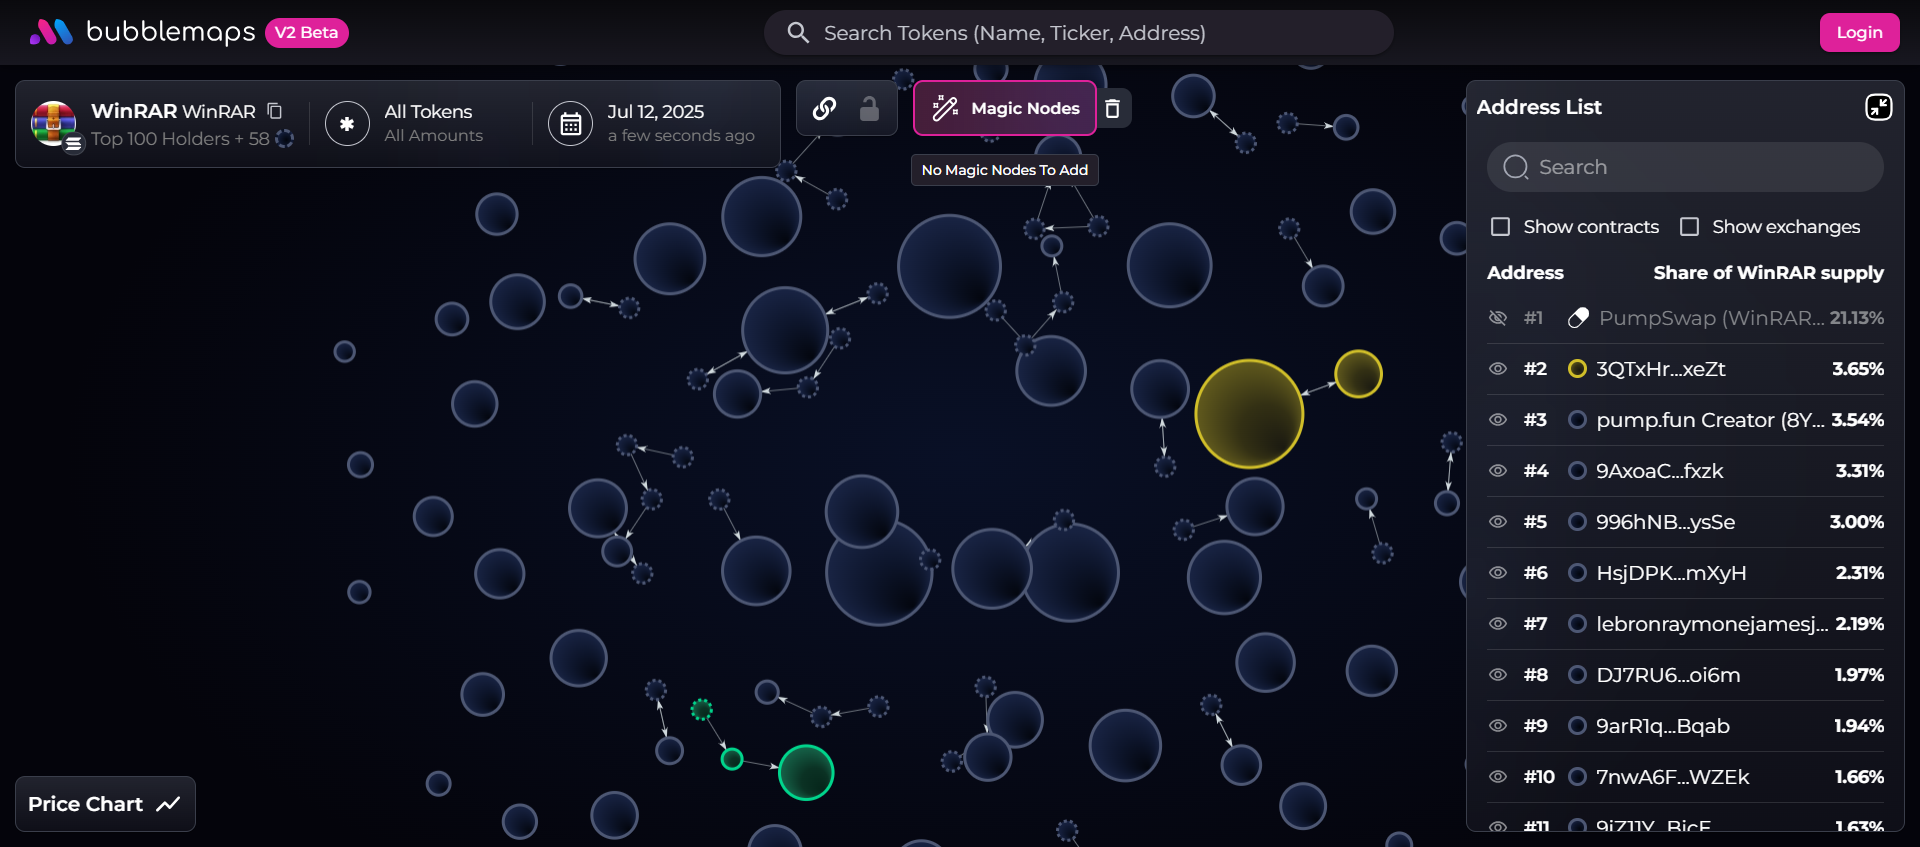 bubblemaps V2 Beta
Search Tokens (Name, Ticker, Address)
Login
WinRAR WinRAR
Top 100 Holders + 58
All Tokens
All Amounts
Jul 12, 2025
a few seconds ago
Magic Nodes
No Magic Nodes To Add
Address List
Search
Show contracts Show exchanges
Address Share of WinRAR supply
#1 PumpSwap (WinRAR... 21.13%
#2 3QTxHr...xeZt 3.65%
#3 pump.fun Creator (8Y... 3.54%
#4 9AxoaC...fxzk 3.31%
#5 996hNB...ysSe 3.00%
#6 HsjDPK...mXyH 2.31%
#7 lebronraymonejamesj... 2.19%
#8 DJ7RU6...oi6m 1.97%
#9 9arR1q...Bqab 1.94%
#10 7nwA6F...WZEk 1.66%
#11 1.63%
Price Chart